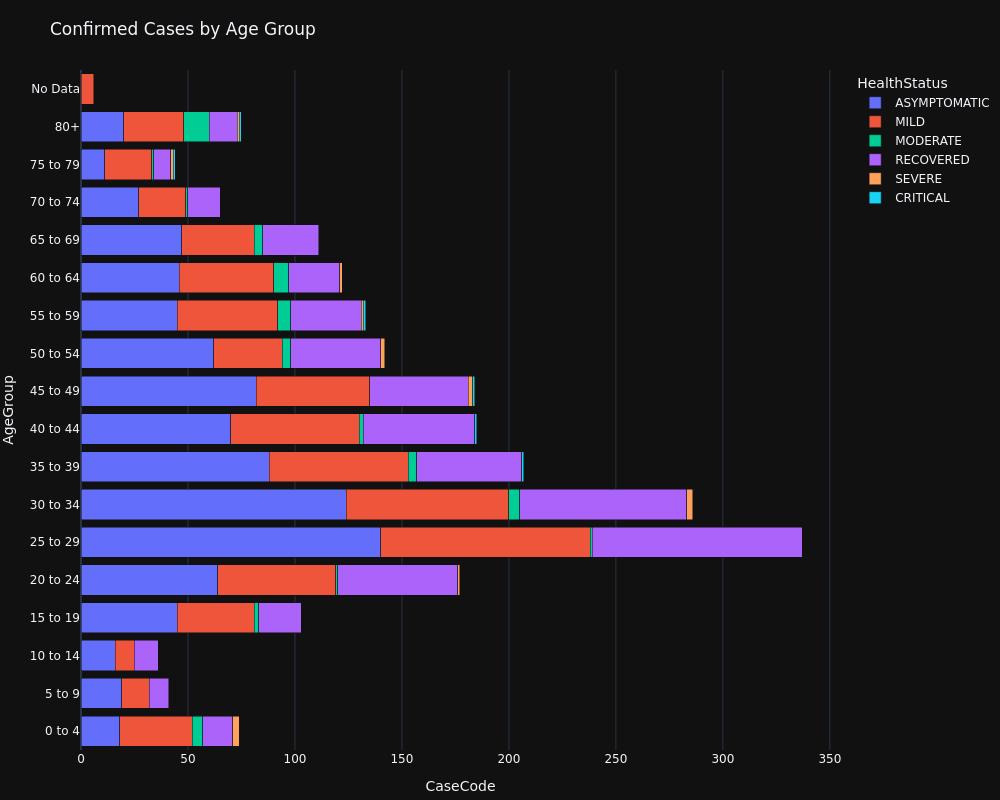 Confirmed Cases by Age Group
HealthStatus
ASYMPTOMATIC
MILD
MODERATE
RECOVERED
SEVERE
CRITICAL
AgeGroup
No Data
80+
75 to 79
70 to 74
65 to 69
60 to 64
55 to 59
50 to 54
45 to 49
40 to 44
35 to 39
30 to 34
25 to 29
20 to 24
15 to 19
10 to 14
5 to 9
0 to 4
0 50 100 150 200 250 300 350
CaseCode